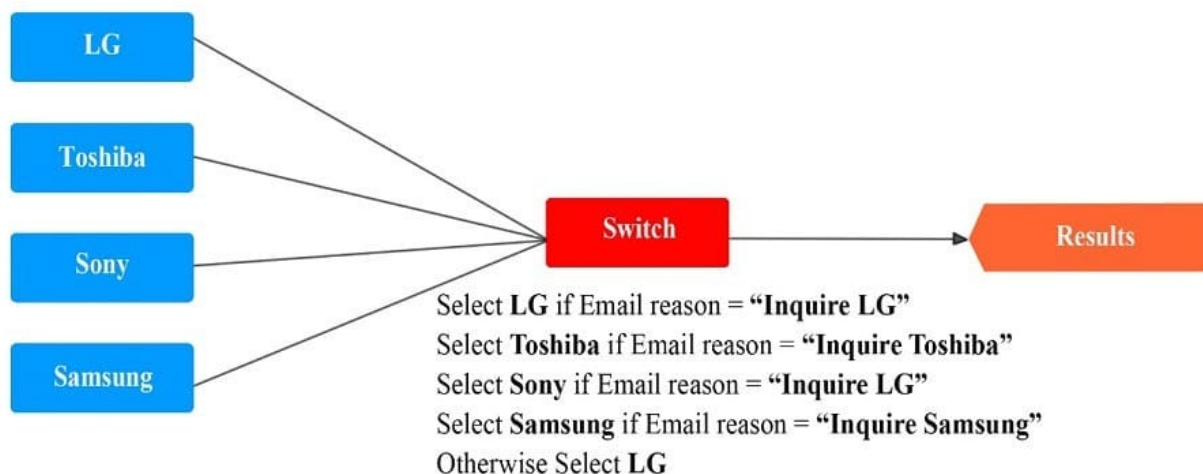 LG
Toshiba
Sony
Samsung
Switch
Results
Select LG if Email reason = “Inquire LG”
Select Toshiba if Email reason = “Inquire Toshiba”
Select Sony if Email reason = “Inquire LG”
Select Samsung if Email reason = “Inquire Samsung”
Otherwise Select LG